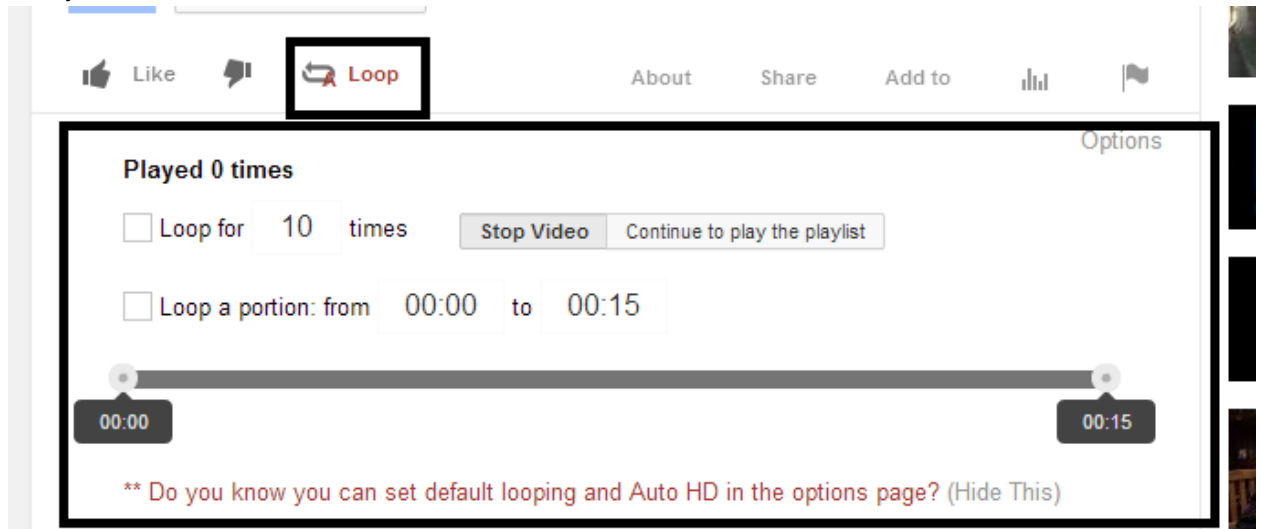 Like Loop About Share Add to
Options
Played 0 times
Loop for 10 times Stop Video Continue to play the playlist
Loop a portion: from 00:00 to 00:15
00:00 00:15
** Do you know you can set default looping and Auto HD in the options page? (Hide This)